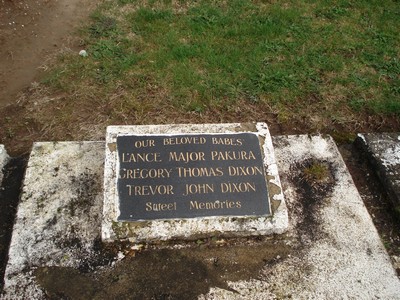 OUR BELOVED BABES
LANCE MAJOR PAKURA
GREGORY THOMAS DIXON
TREVOR JOHN DIXON
Sweet Memories